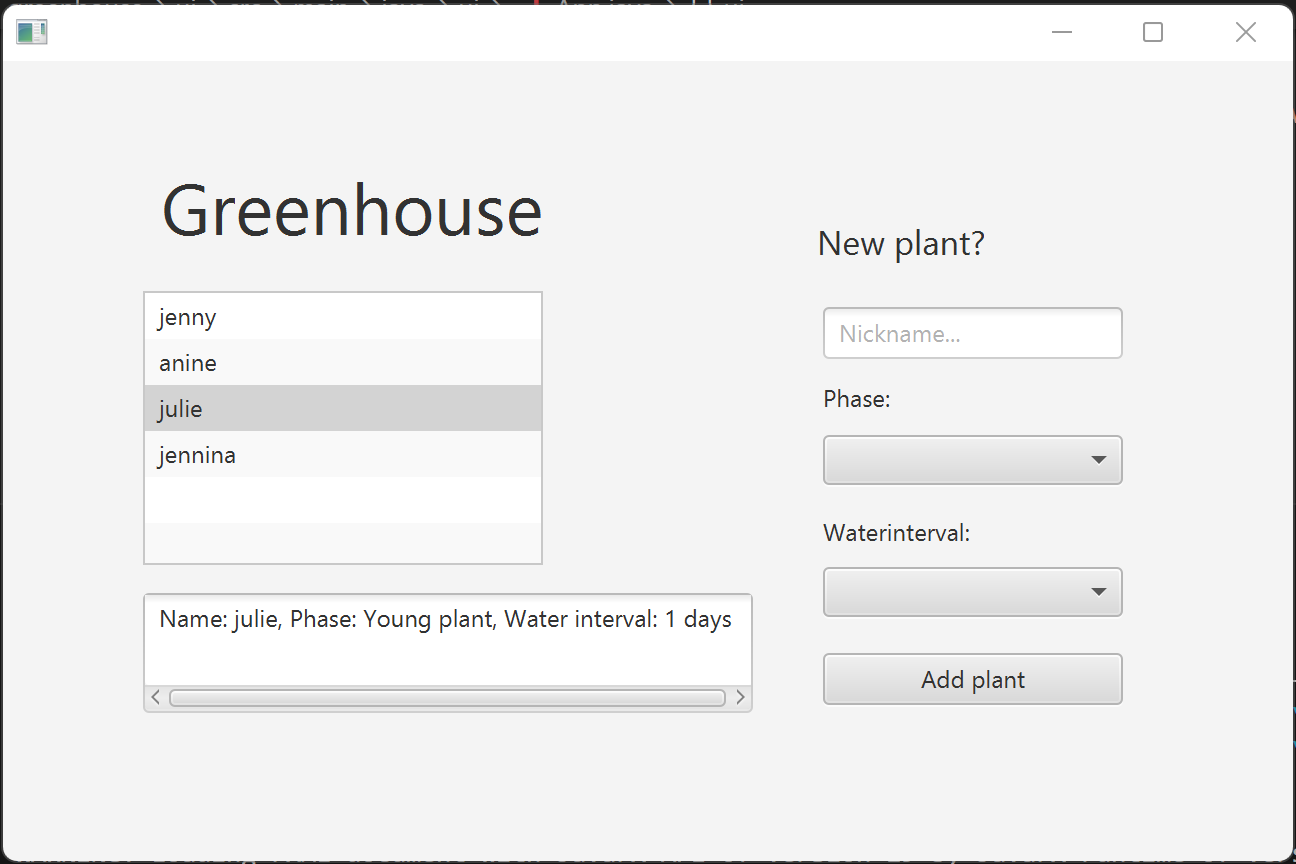 Greenhouse
jenny
anine
julie
jennina
Name: julie, Phase: Young plant, Water interval: 1 days
New plant?
Nickname...
Phase:
Waterinterval:
Add plant